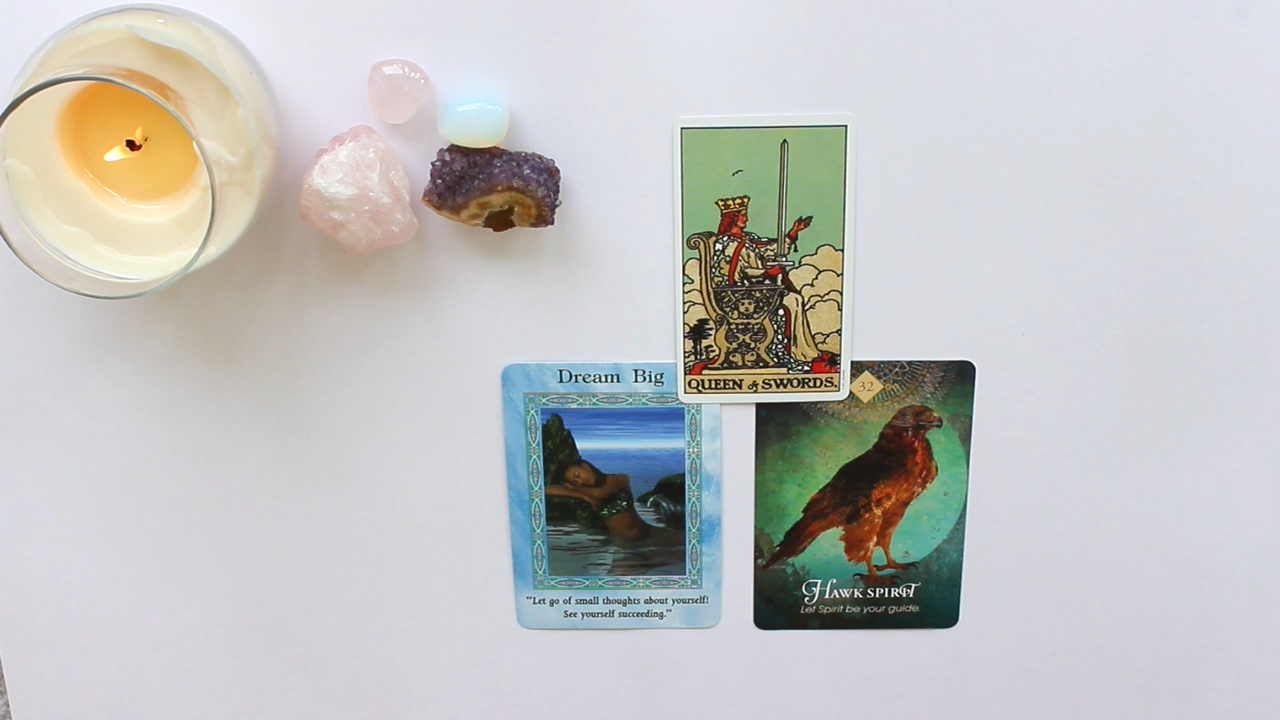 QUEEN of SWORDS.
Dream Big
"Let go of small thoughts about yourself!
See yourself succeeding."
32
HAWK SPIRIT
Let Spirit be your guide.